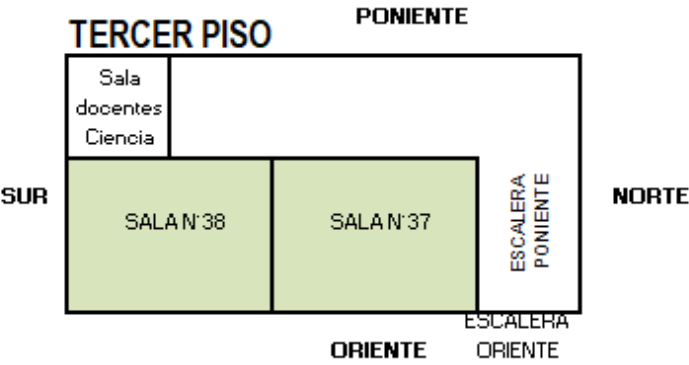 PONIENTE
TERCER PISO
Sala
docentes
Ciencia
SUR
SALA N°38
SALA N°37
ESCALERA
PONIENTE
NORTE
ESCALERA
ORIENTE
ORIENTE